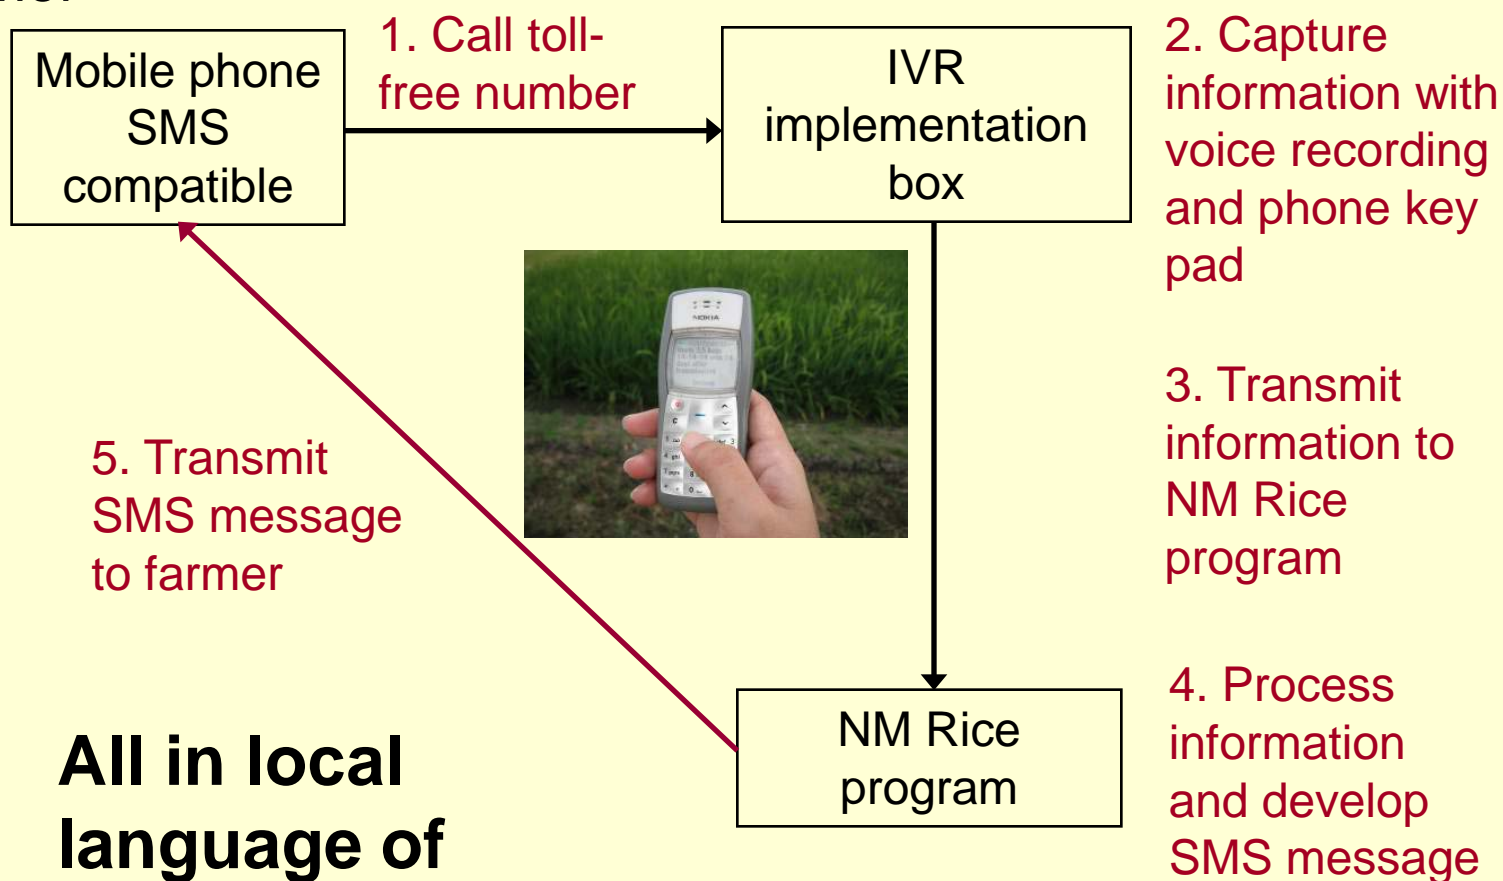 Mobile phone
SMS
compatible
1. Call toll-
free number
IVR
implementation
box
2. Capture
information with
voice recording
and phone key
pad
NOKIA
3. Transmit
information to
NM Rice
program
5. Transmit
SMS message
to farmer
NM Rice
program
4. Process
information
and develop
SMS message
All in local
language of